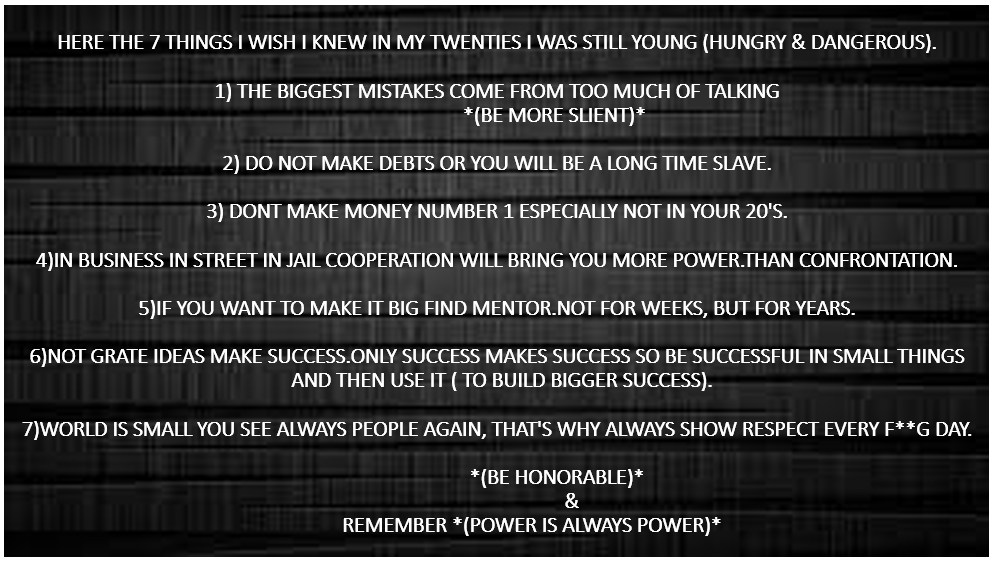 HERE THE 7 THINGS I WISH I KNEW IN MY TWENTIES I WAS STILL YOUNG (HUNGRY & DANGEROUS).
1) THE BIGGEST MISTAKES COME FROM TOO MUCH OF TALKING
*(BE MORE SLIENT)*
2) DO NOT MAKE DEBTS OR YOU WILL BE A LONG TIME SLAVE.
3) DONT MAKE MONEY NUMBER 1 ESPECIALLY NOT IN YOUR 20'S.
4)IN BUSINESS IN STREET IN JAIL COOPERATION WILL BRING YOU MORE POWER.THAN CONFRONTATION.
5)IF YOU WANT TO MAKE IT BIG FIND MENTOR.NOT FOR WEEKS, BUT FOR YEARS.
6)NOT GRATE IDEAS MAKE SUCCESS.ONLY SUCCESS MAKES SUCCESS SO BE SUCCESSFUL IN SMALL THINGS
AND THEN USE IT ( TO BUILD BIGGER SUCCESS).
7)WORLD IS SMALL YOU SEE ALWAYS PEOPLE AGAIN, THAT'S WHY ALWAYS SHOW RESPECT EVERY F**G DAY.
*(BE HONORABLE)*
&
REMEMBER *(POWER IS ALWAYS POWER)*